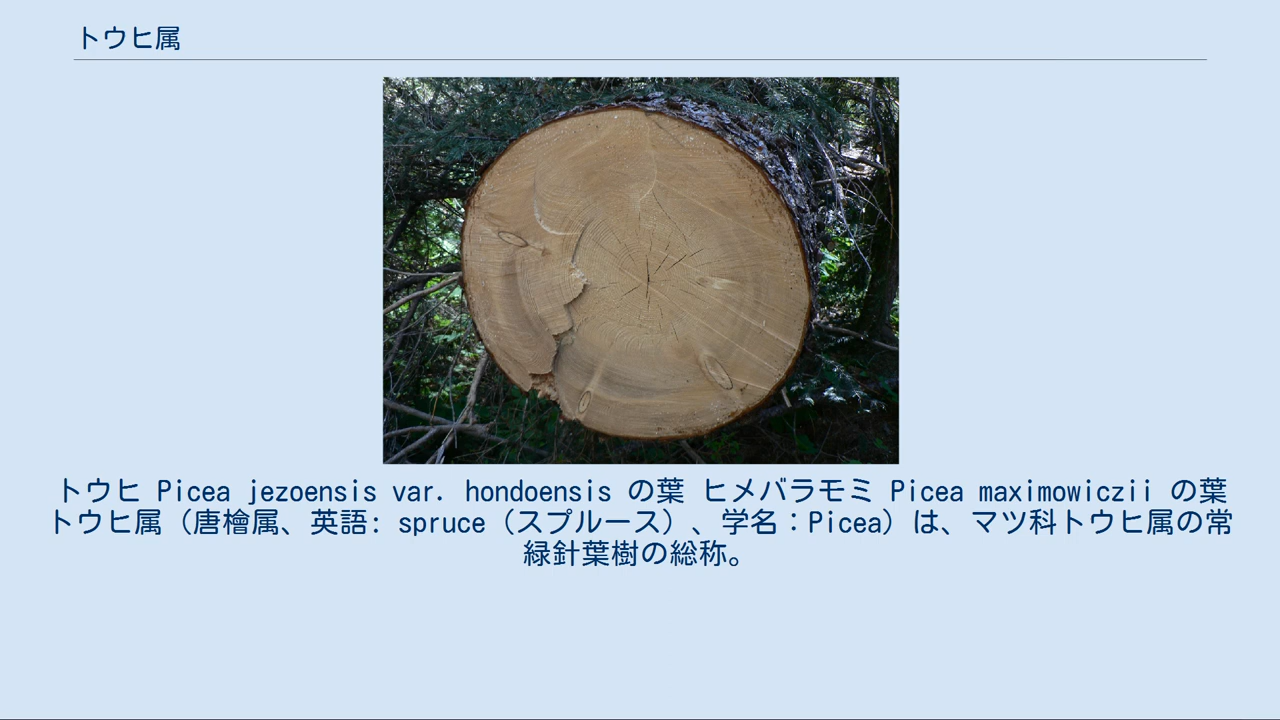 トウヒ属
トウヒ Picea jezoensis var. hondoensis の葉 ヒメバラモミ Picea maximowiczii の葉
トウヒ属（唐檜属、英語: spruce（スプルース）、学名：Picea）は、マツ科トウヒ属の常
緑針葉樹の総称。